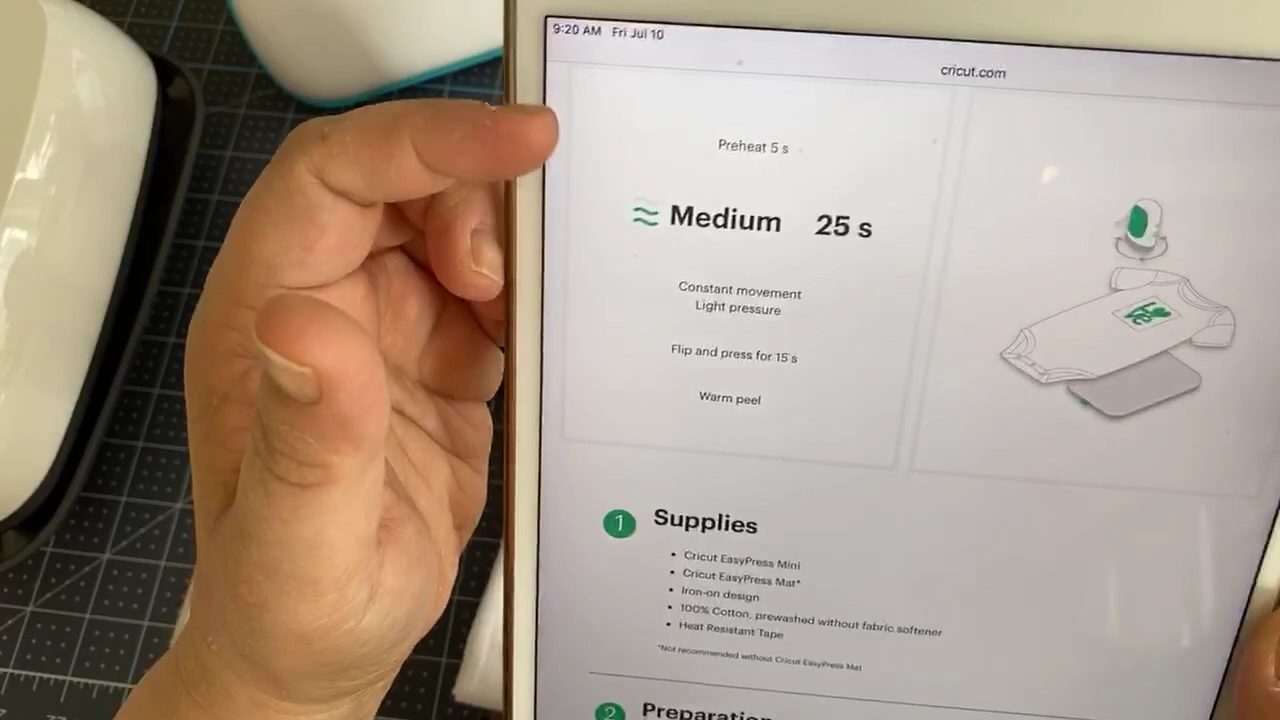 9:20 AM Fri Jul 10
cricut.com
Preheat 5 s
Medium 25 s
Constant movement
Light pressure
Flip and press for 15 s
Warm peel
1 Supplies
• Cricut EasyPress Mini
• Cricut EasyPress Mat*
• Iron-on design
• 100% Cotton, prewashed without fabric softener
• Heat Resistant Tape
*Not recommended without Cricut EasyPress Mat
2 Preparation